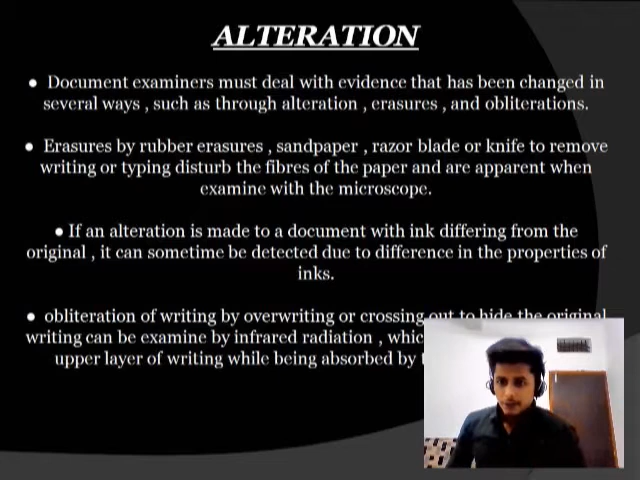 ALTERATION
● Document examiners must deal with evidence that has been changed in
several ways , such as through alteration , erasures , and obliterations.
● Erasures by rubber erasures , sandpaper , razor blade or knife to remove
writing or typing disturb the fibres of the paper and are apparent when
examine with the microscope.
● If an alteration is made to a document with ink differing from the
original , it can sometime be detected due to difference in the properties of
inks.
● obliteration of writing by overwriting or crossing out to hide the original
writing can be examine by infrared radiation ,
upper layer of writing while being absorbed by